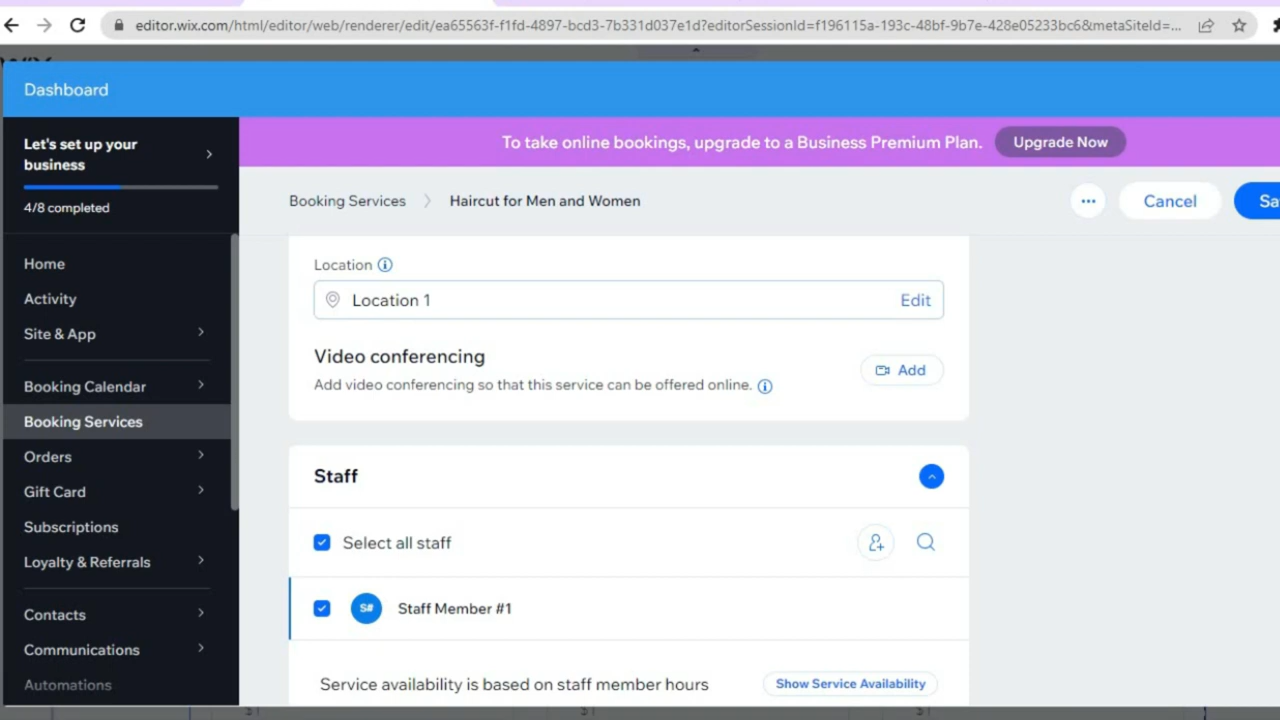 editor.wix.com/html/editor/web/renderer/edit/ea65563f-f1fd-4897-bcd3-7b331d037e1d?editorSessionId=f196115a-193c-48bf-9b7e-428e05233bc6&metaSiteId=...
Dashboard
Let's set up your
business
4/8 completed
To take online bookings, upgrade to a Business Premium Plan. Upgrade Now
Booking Services > Haircut for Men and Women
... Cancel Sa
Home
Activity
Site & App
Booking Calendar
Booking Services
Orders
Gift Card
Subscriptions
Loyalty & Referrals
Contacts
Communications
Automations
Location
Location 1 Edit
Video conferencing
Add video conferencing so that this service can be offered online.
Add
Staff
Select all staff
S# Staff Member #1
Service availability is based on staff member hours Show Service Availability